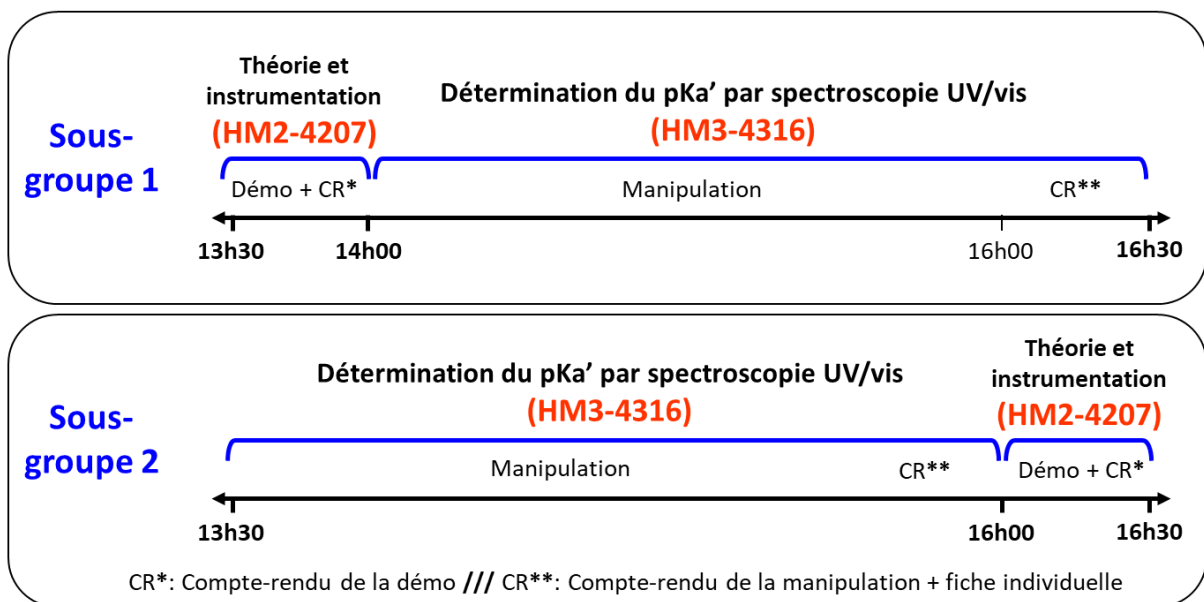 Théorie et
instrumentation
(HM2-4207)
Détermination du pKa' par spectroscopie UV/vis
(HM3-4316)
Sous-
groupe 1
Démo + CR*
Manipulation
CR**
13h30
14h00
16h00
16h30
Détermination du pKa' par spectroscopie UV/vis
(HM3-4316)
Théorie et
instrumentation
(HM2-4207)
Sous-
groupe 2
Manipulation
CR**
Démo + CR*
13h30
16h00
16h30
CR*: Compte-rendu de la démo /// CR**: Compte-rendu de la manipulation + fiche individuelle